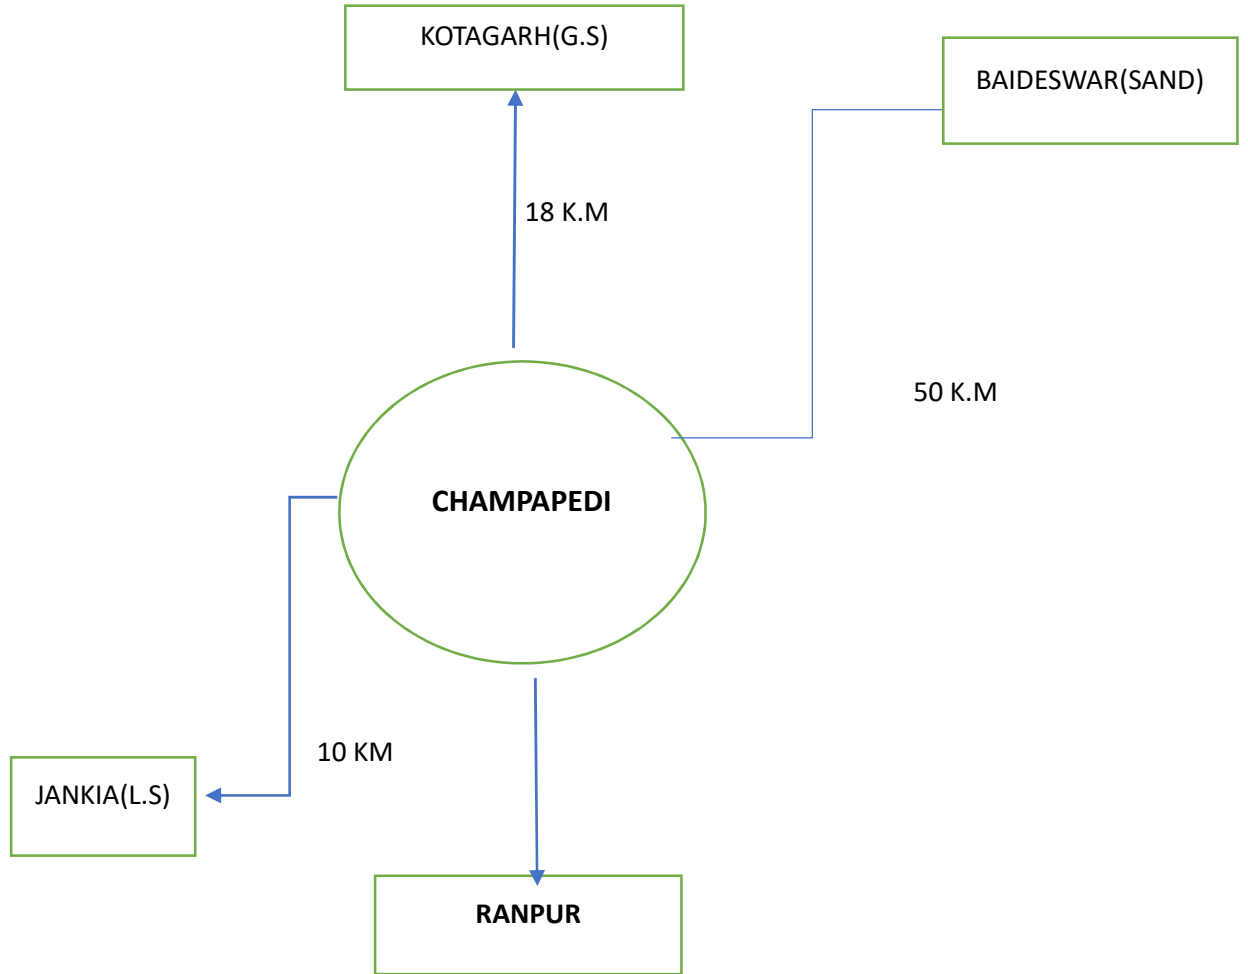 KOTAGARH(G.S)
BAIDESWAR(SAND)
18 K.M
50 K.M
CHAMPAPEDI
10 KM
JANKIA(L.S)
RANPUR